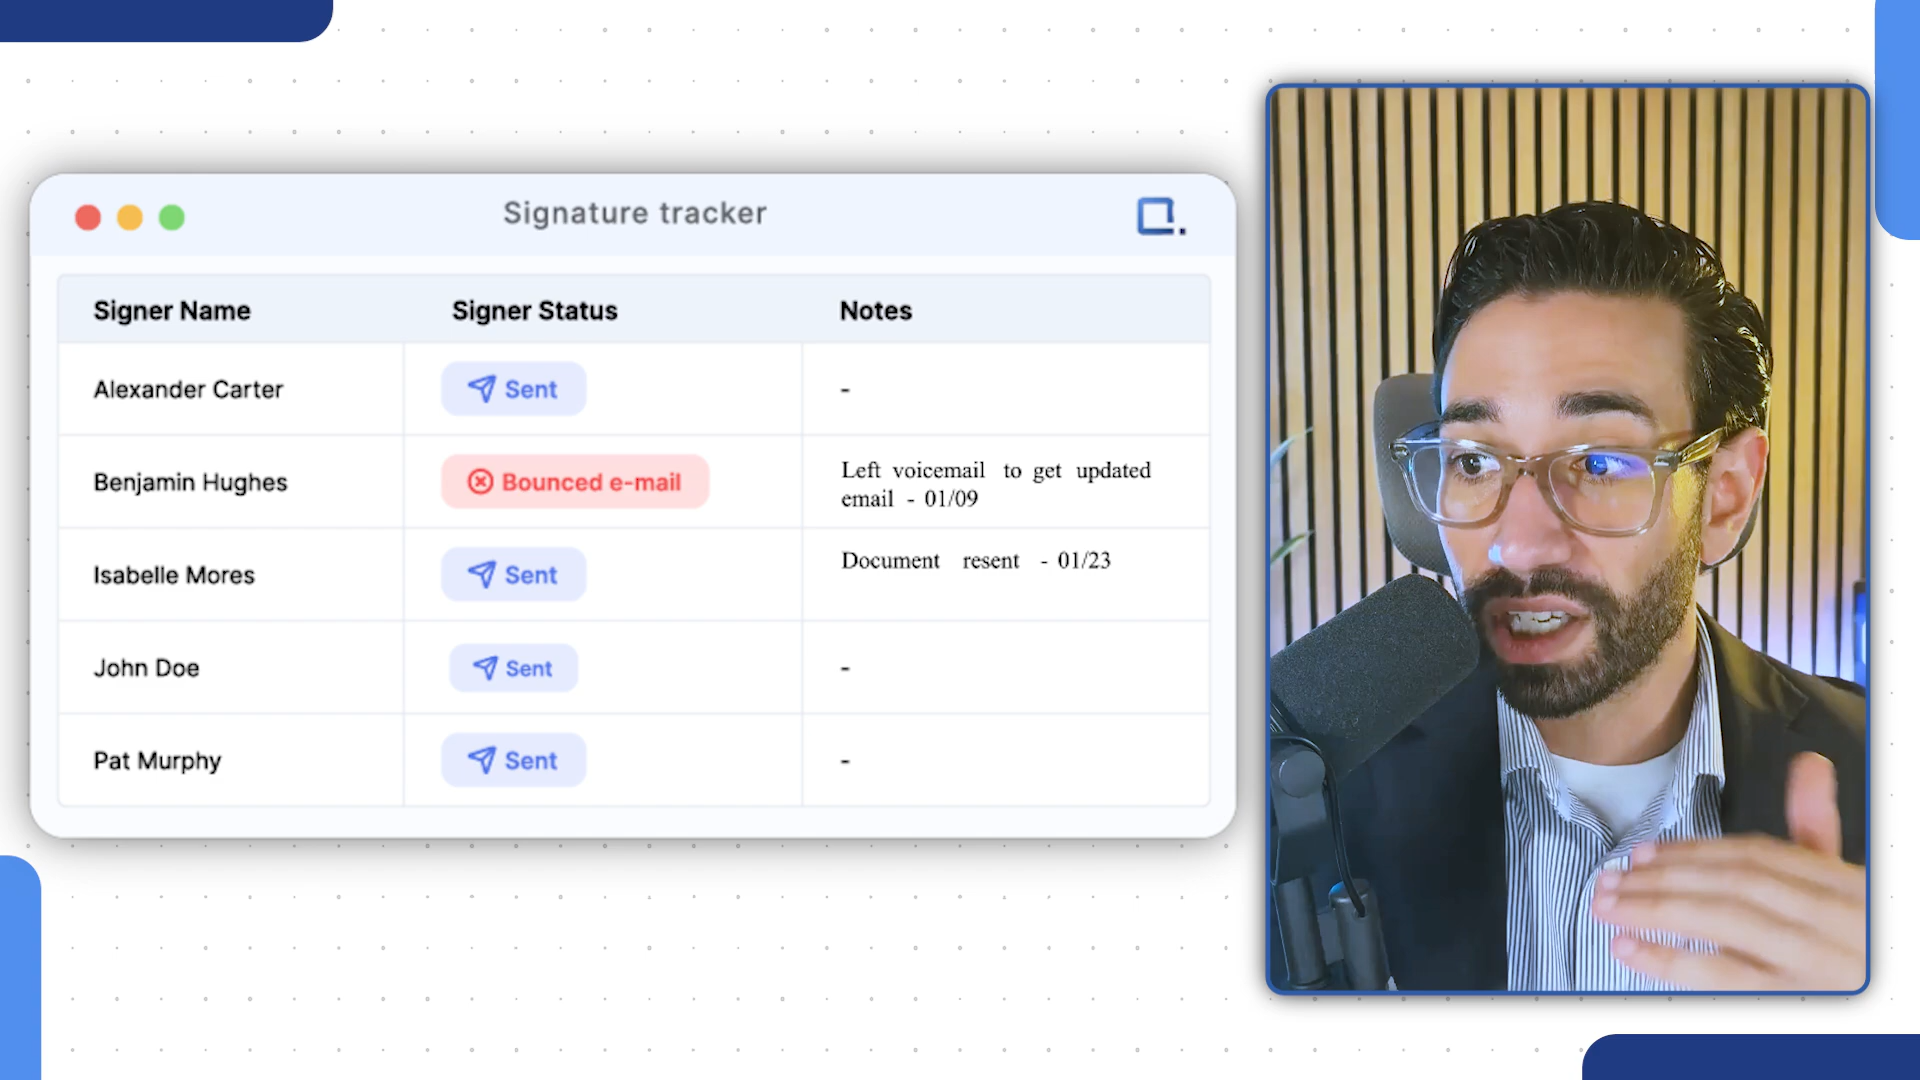 Signature tracker
Signer Name Signer Status Notes
Alexander Carter Sent -
Benjamin Hughes Bounced e-mail Left voicemail to get updated
email - 01/09
Isabelle Mores Sent Document resent - 01/23
John Doe Sent -
Pat Murphy Sent -